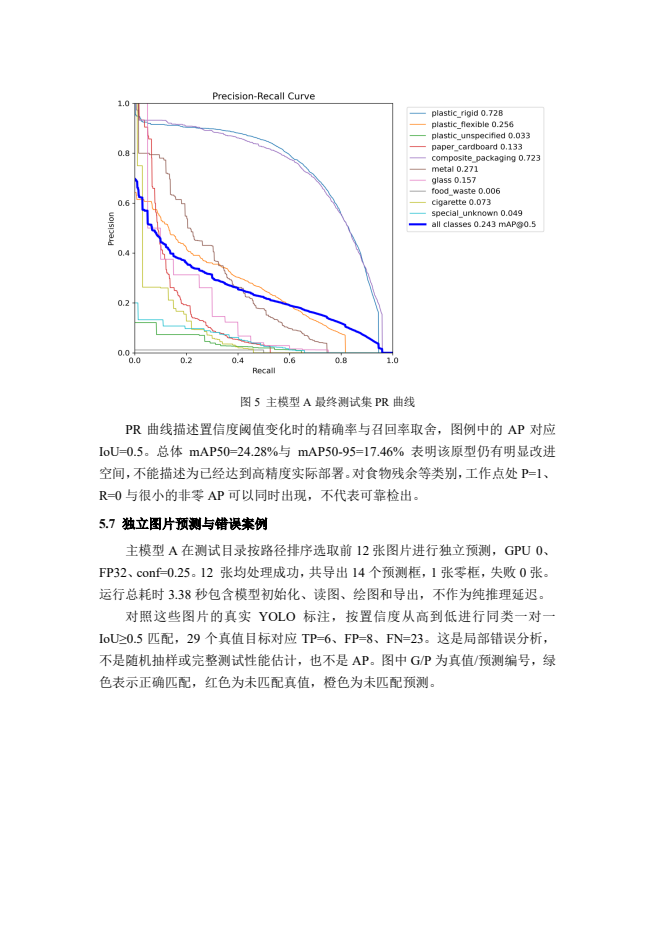 Precision-Recall Curve
1.0
0.8
0.6
0.4
0.2
0.0
Precision
0.0 0.2 0.4 0.6 0.8 1.0
Recall
plastic_rigid 0.728
plastic_flexible 0.256
plastic_unspecified 0.033
paper_cardboard 0.133
composite_packaging 0.723
metal 0.271
glass 0.157
food_waste 0.006
cigarette 0.073
special_unknown 0.049
all classes 0.243 mAP@0.5
图 5 主模型 A 最终测试集 PR 曲线
PR 曲线描述置信度阈值变化时的精确率与召回率取舍，图例中的 AP 对应
IoU=0.5。总体 mAP50=24.28%与 mAP50-95=17.46% 表明该原型仍有明显改进
空间，不能描述为已经达到高精度实际部署。对食物残余等类别，工作点处 P=1、
R=0 与很小的非零 AP 可以同时出现，不代表可靠检出。
5.7 独立图片预测与错误案例
主模型 A 在测试目录按路径排序选取前 12 张图片进行独立预测，GPU 0、
FP32、conf=0.25。12 张均处理成功，共导出 14 个预测框，1 张零框，失败 0 张。
运行总耗时 3.38 秒包含模型初始化、读图、绘图和导出，不作为纯推理延迟。
对照这些图片的真实 YOLO 标注，按置信度从高到低进行同类一对一
IoU≥0.5 匹配，29 个真值目标对应 TP=6、FP=8、FN=23。这是局部错误分析，
不是随机抽样或完整测试性能估计，也不是 AP。图中 G/P 为真值/预测编号，绿
色表示正确匹配，红色为未匹配真值，橙色为未匹配预测。